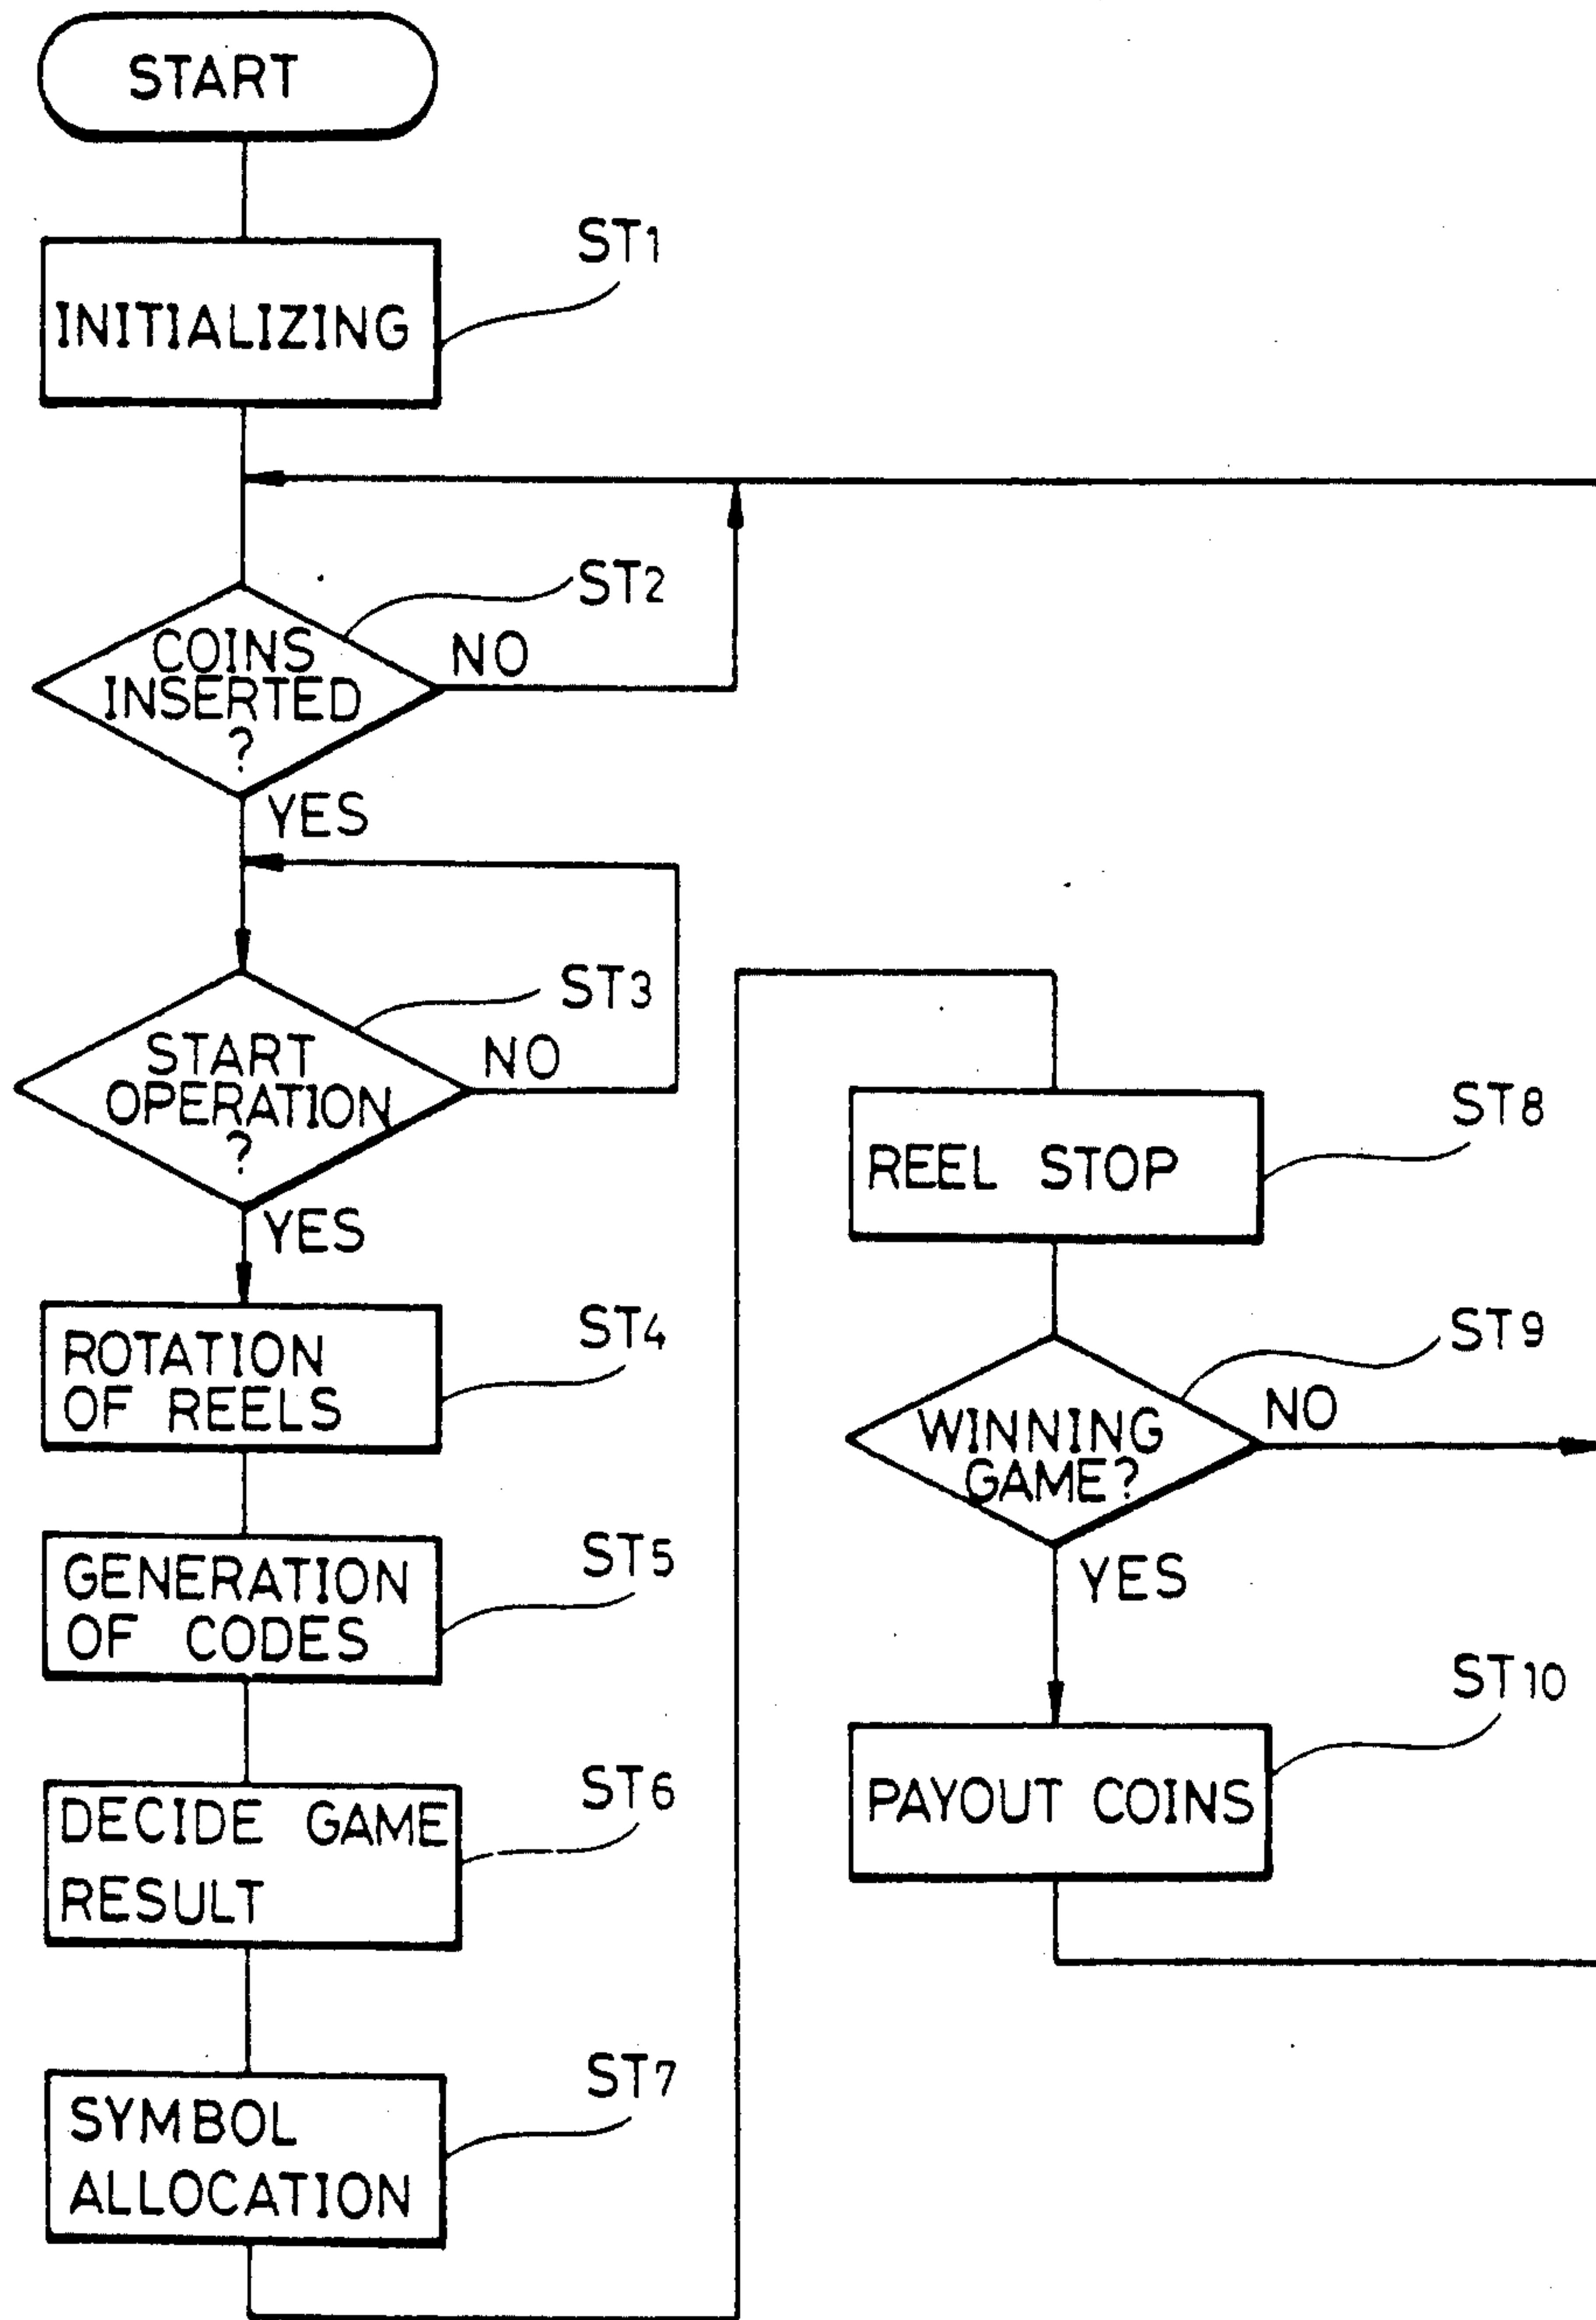 START
INITIALIZING
ST1
COINS
INSERTED
?
ST2
NO
YES
START
OPERATION
?
ST3
NO
YES
ROTATION
OF REELS
ST4
GENERATION
OF CODES
ST5
DECIDE GAME
RESULT
ST6
SYMBOL
ALLOCATION
ST7
REEL STOP
ST8
WINNING
GAME?
ST9
NO
YES
PAYOUT COINS
ST10